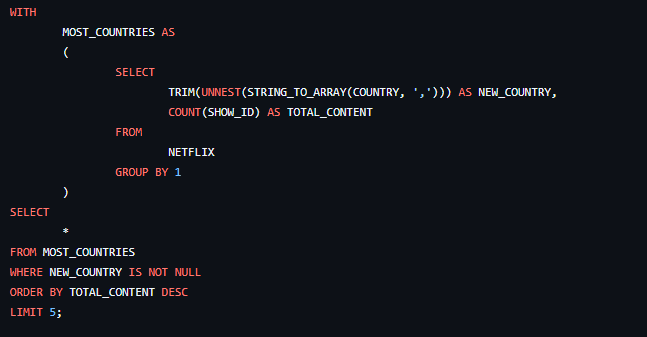 WITH
MOST_COUNTRIES AS
(
SELECT
TRIM(UNNEST(STRING_TO_ARRAY(COUNTRY, ','))) AS NEW_COUNTRY,
COUNT(SHOW_ID) AS TOTAL_CONTENT
FROM
NETFLIX
GROUP BY 1
)
SELECT
*
FROM MOST_COUNTRIES
WHERE NEW_COUNTRY IS NOT NULL
ORDER BY TOTAL_CONTENT DESC
LIMIT 5;